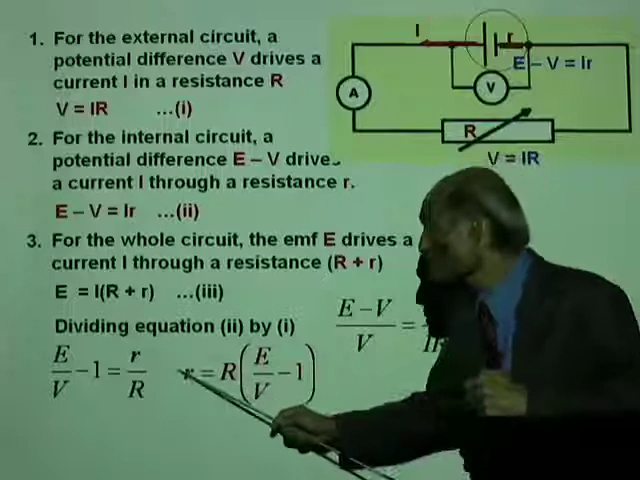 1. For the external circuit, a
potential difference V drives a
current I in a resistance R
V = IR ...(i)
2. For the internal circuit, a
potential difference E – V drive
a current I through a resistance r.
E – V = Ir ...(ii)
3. For the whole circuit, the emf E drives a
current I through a resistance (R + r)
E = I(R + r) ...(iii)
Dividing equation (ii) by (i)
E/V - 1 = r/R
r = R(E/V - 1)
(E - V)/V =
I
r
E – V = Ir
A
V
R
V = IR